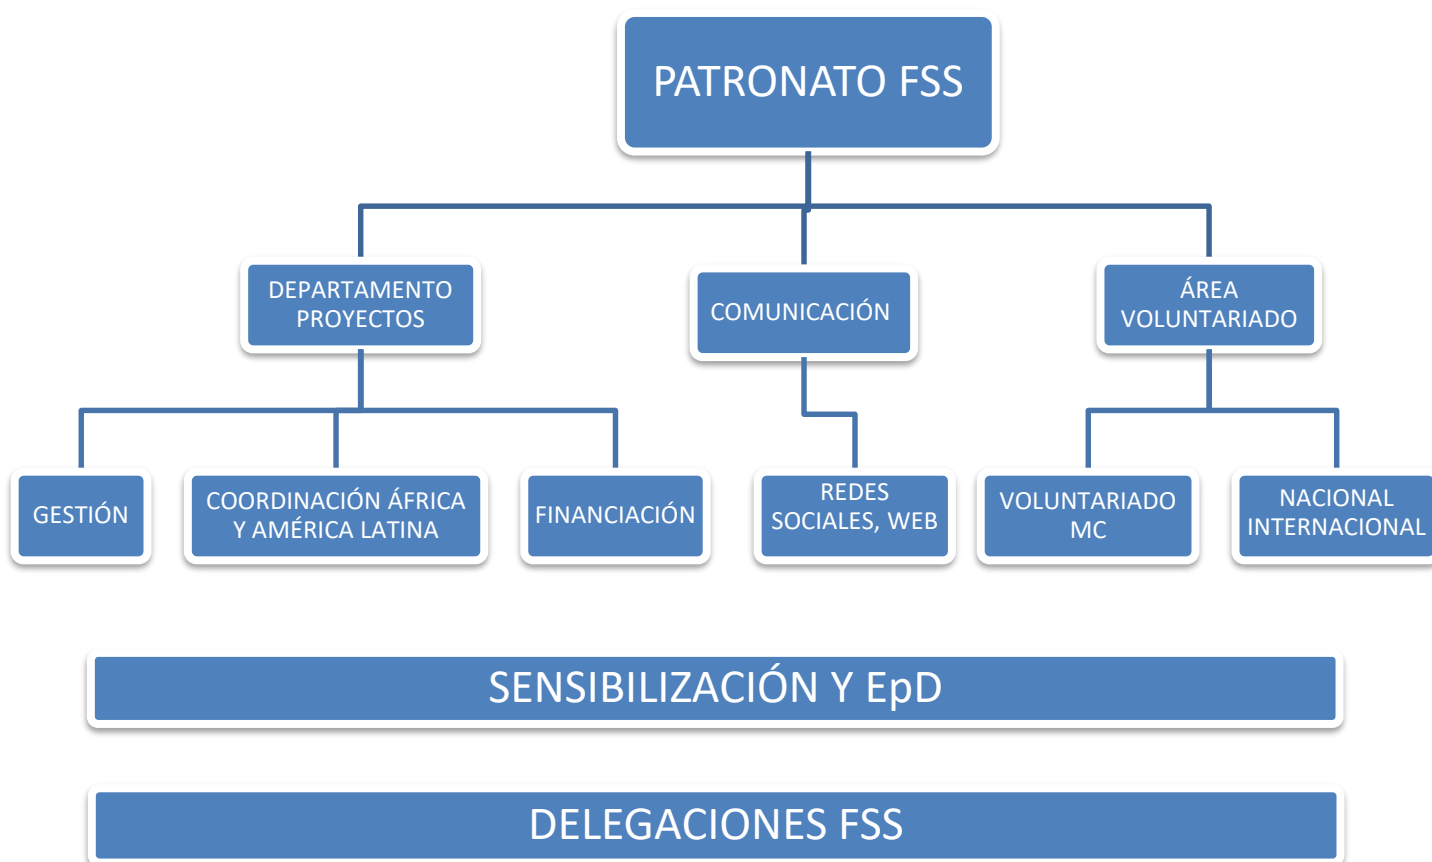 PATRONATO FSS
DEPARTAMENTO
PROYECTOS
COMUNICACIÓN
ÁREA
VOLUNTARIADO
GESTIÓN
COORDINACIÓN ÁFRICA
Y AMÉRICA LATINA
FINANCIACIÓN
REDES
SOCIALES, WEB
VOLUNTARIADO
MC
NACIONAL
INTERNACIONAL
SENSIBILIZACIÓN Y EpD
DELEGACIONES FSS